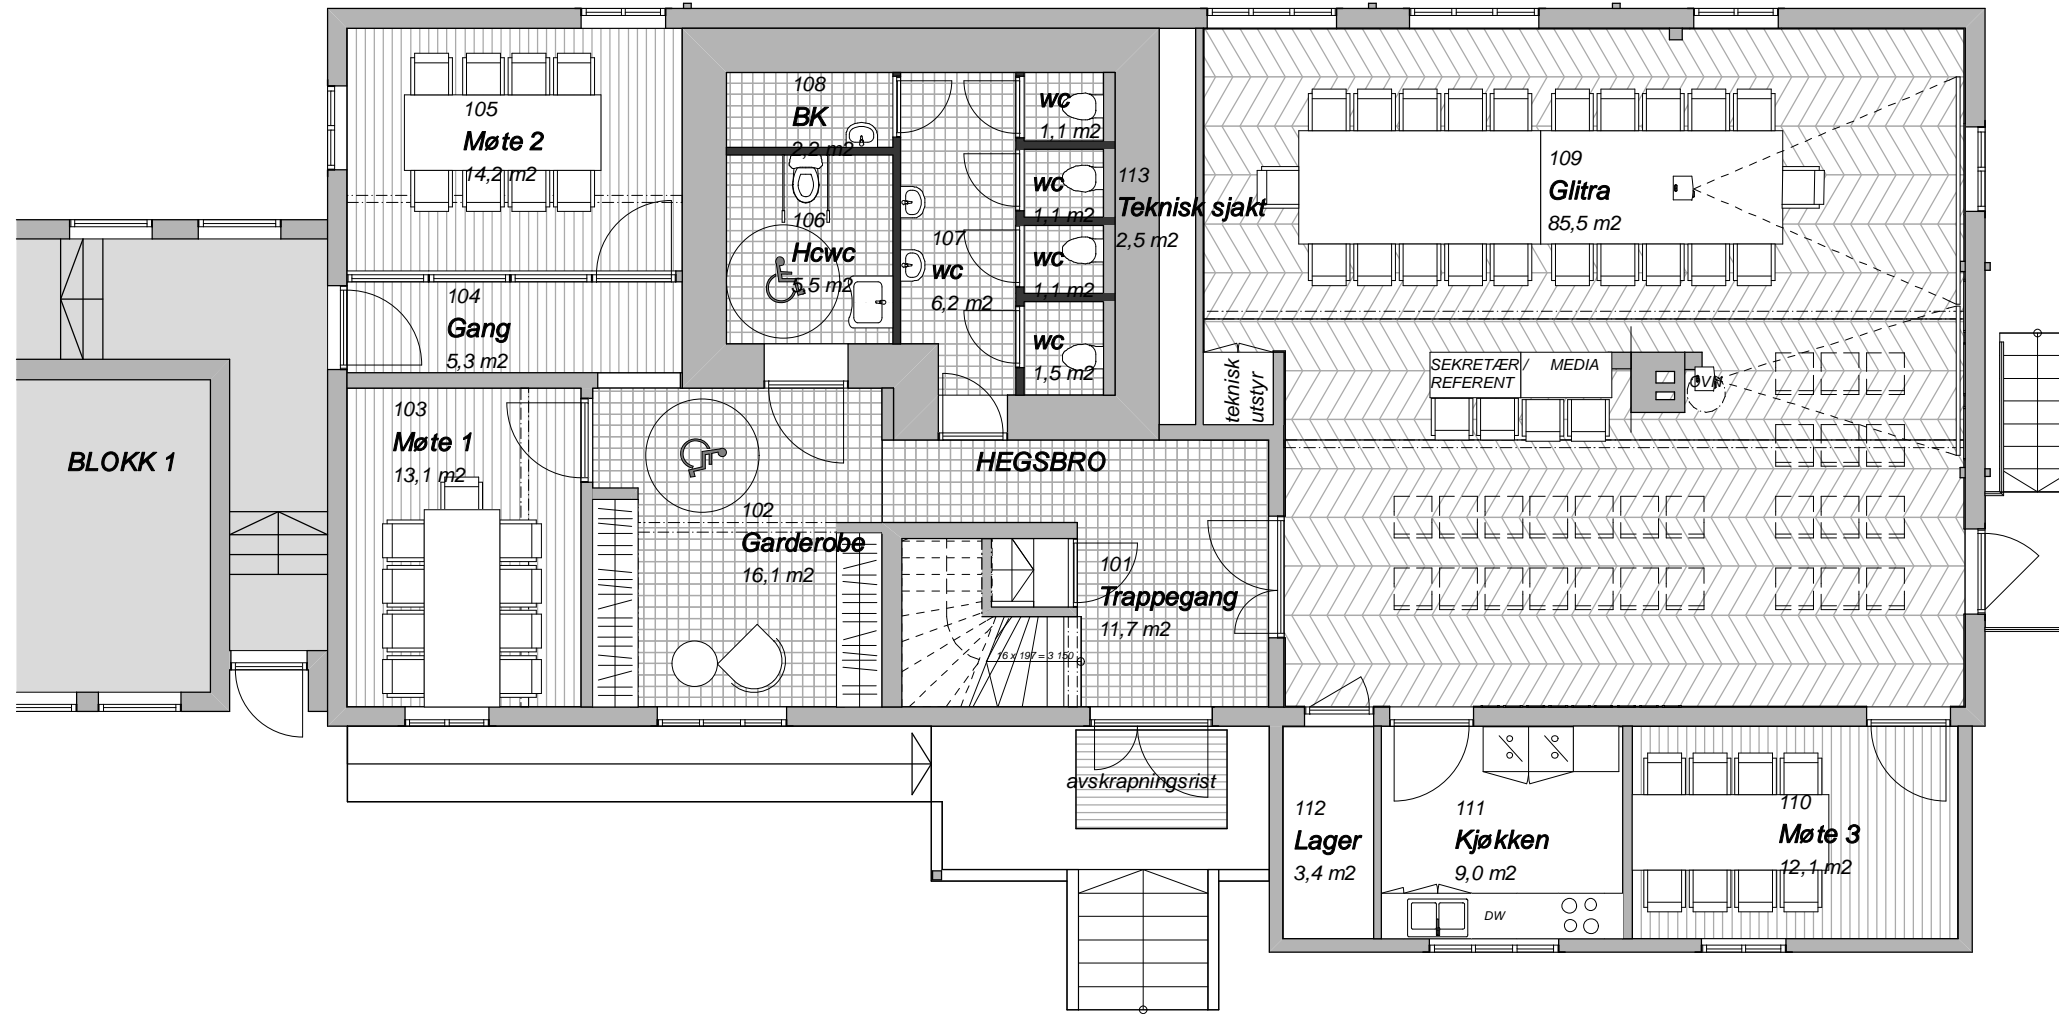 108
BK
2,2 m2
wc
1,1 m2
105
Møte 2
14,2 m2
wc
1,1 m2
113
Teknisk sjakt
2,5 m2
109
Glitra
85,5 m2
106
Hcwc
5,5 m2
107
wc
6,2 m2
wc
1,1 m2
104
Gang
5,3 m2
wc
1,5 m2
teknisk
utstyr
SEKRETÆR /
REFERENT
MEDIA
OVN
103
Møte 1
13,1 m2
BLOKK 1
HEGSBRO
102
Garderobe
16,1 m2
101
Trappegang
11,7 m2
16 x 197 = 3 150
avskrapningsrist
112
Lager
3,4 m2
111
Kjøkken
9,0 m2
110
Møte 3
12,1 m2
DW